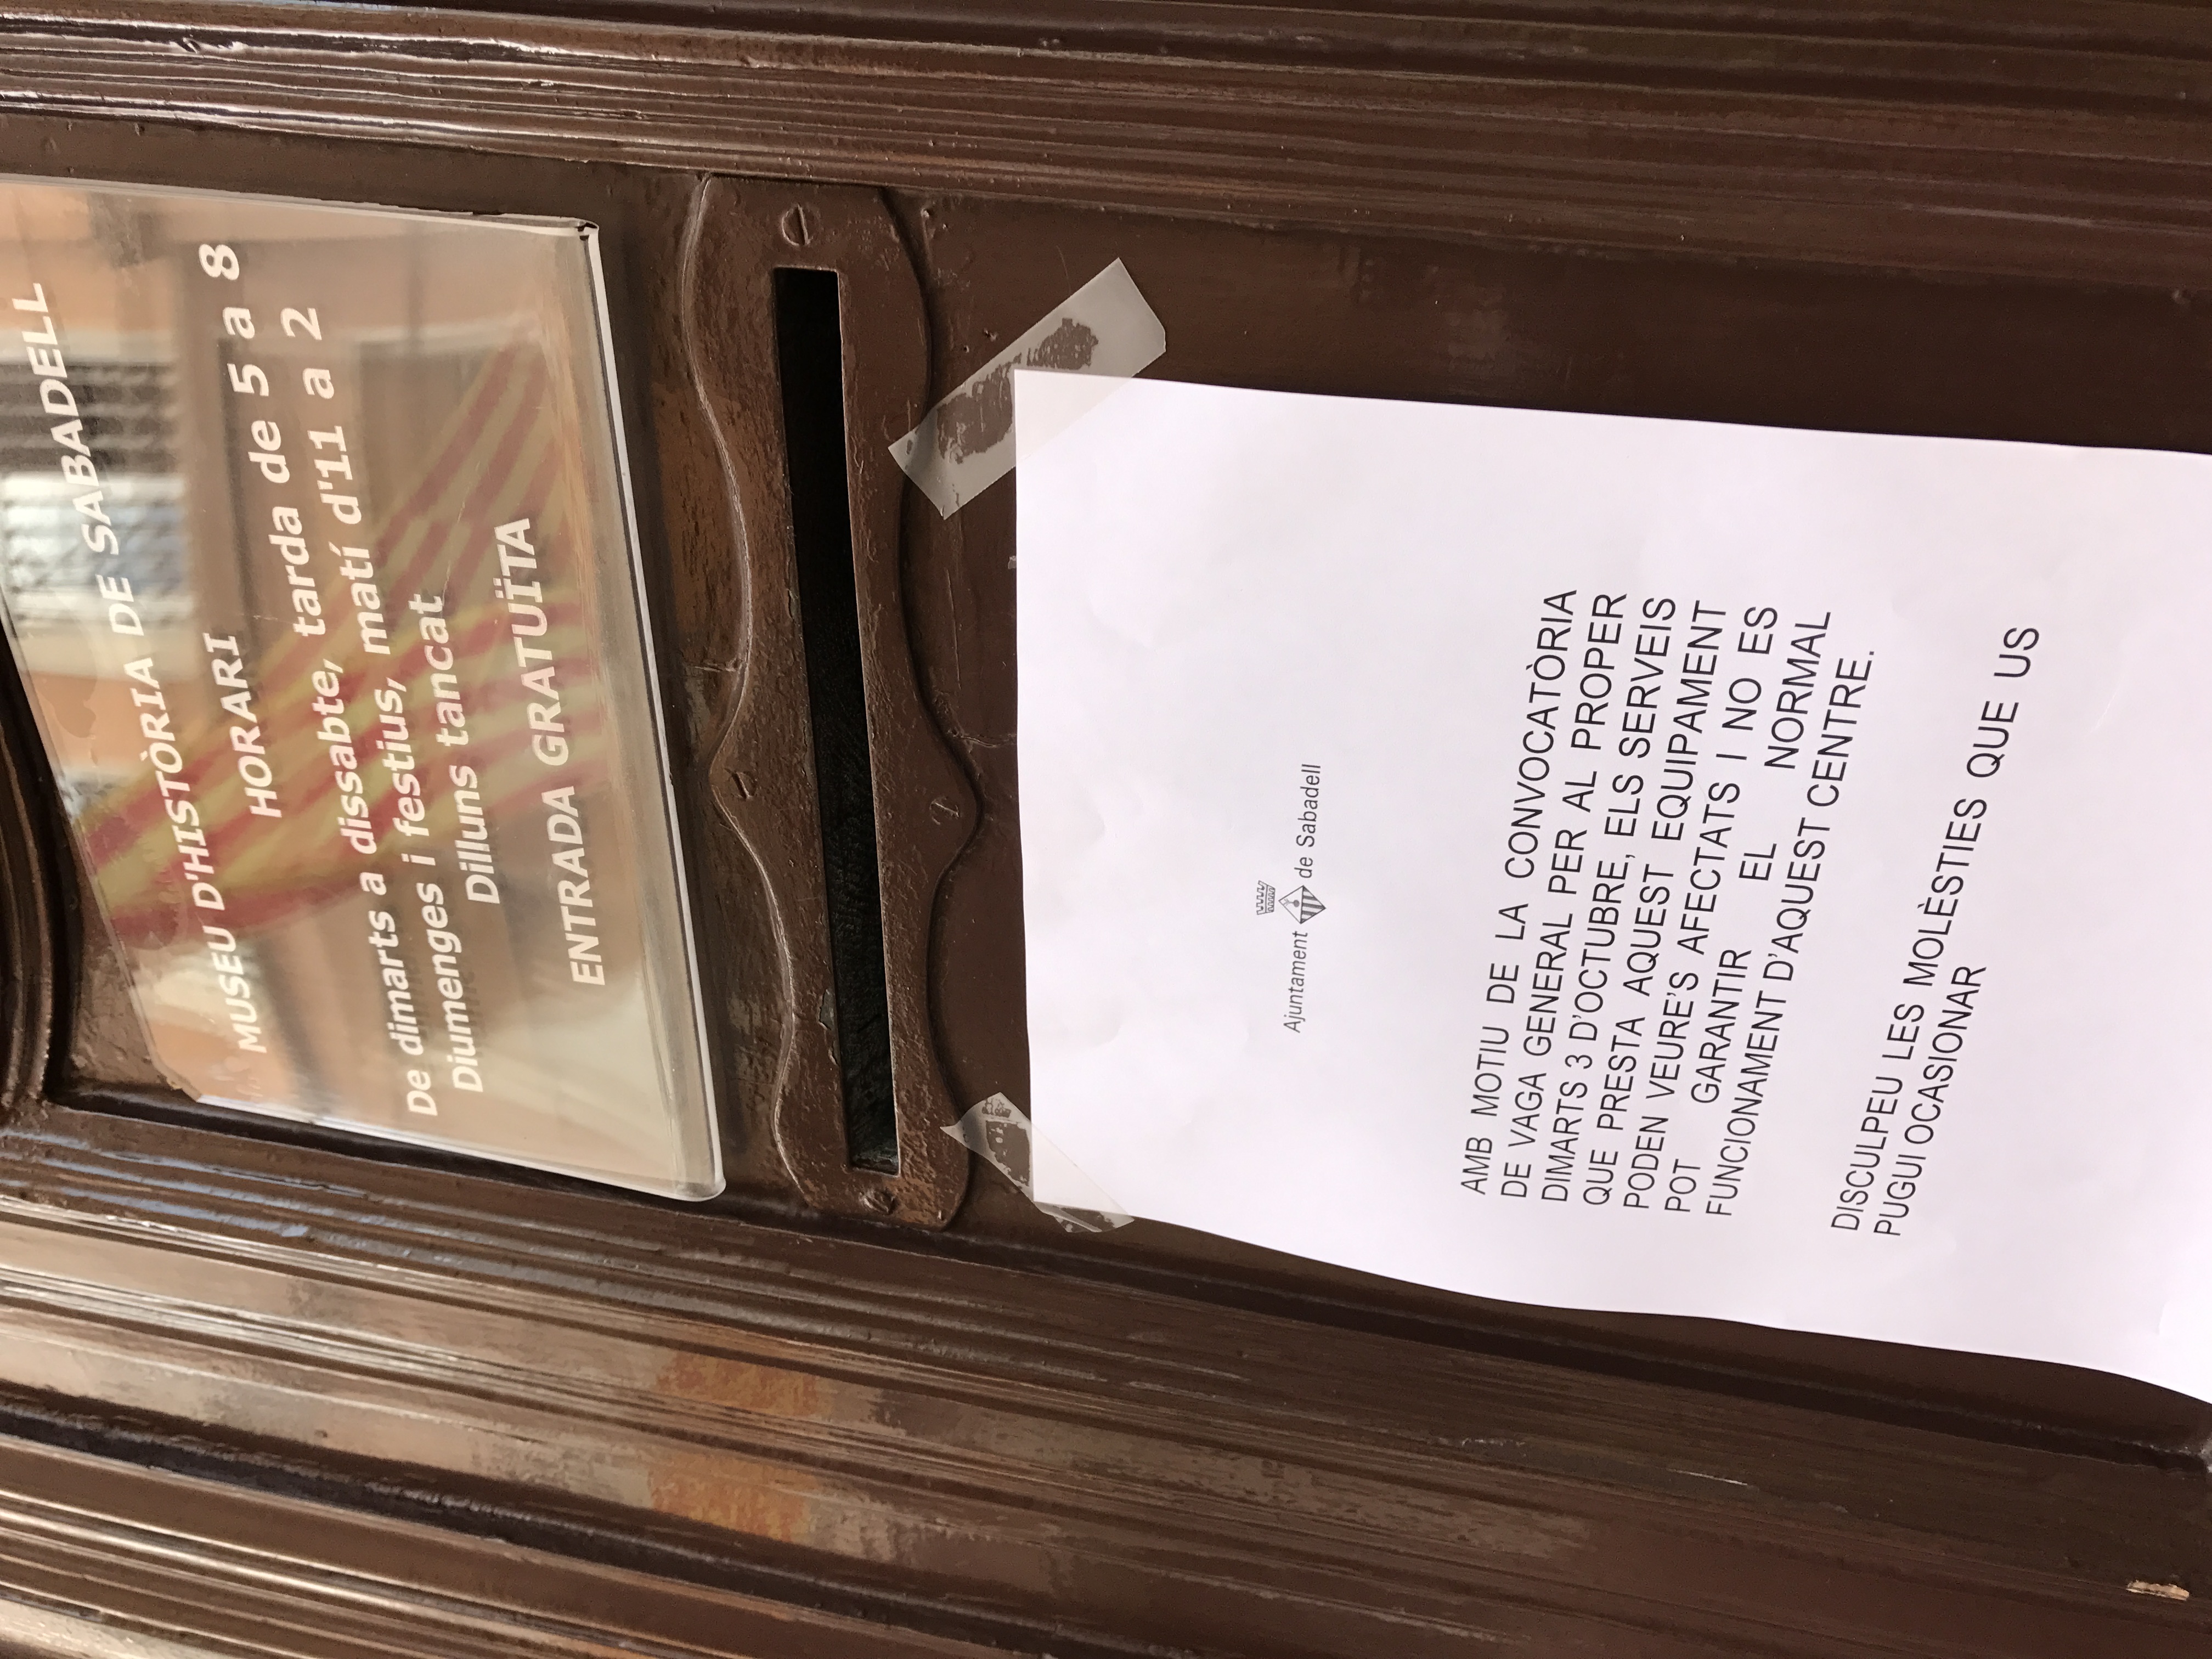 MUSEU D'HISTÒRIA DE SABADELL
HORARI
De dimarts a dissabte, tarda de 5 a 8
Diumenges i festius, matí d'11 a 2
Dilluns tancat
ENTRADA GRATUÏTA
Ajuntament de Sabadell
AMB MOTIU DE LA CONVOCATÒRIA
DE VAGA GENERAL PER AL PROPER
DIMARTS 3 D'OCTUBRE, ELS SERVEIS
QUE PRESTA AQUEST EQUIPAMENT
PODEN VEURE'S AFECTATS I NO ES
POT GARANTIR EL NORMAL
FUNCIONAMENT D'AQUEST CENTRE.
DISCULPEU LES MOLÈSTIES QUE US
PUGUI OCASIONAR